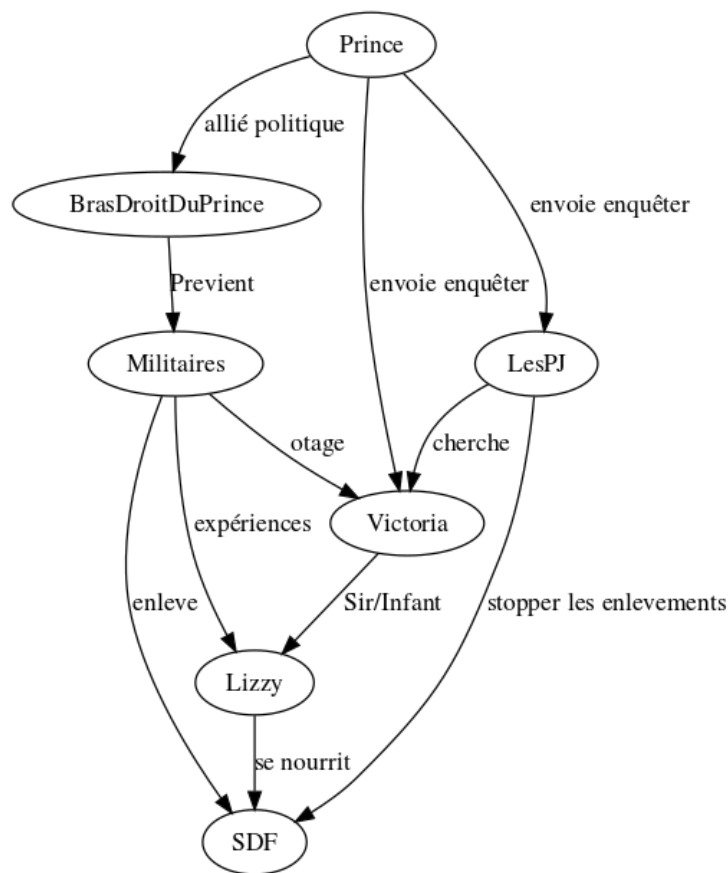 Prince
allié politique
BrasDroitDuPrince
envoie enquêter
Previent
envoie enquêter
Militaires
LesPJ
otage
cherche
expériences
Victoria
enleve
Sir/Infant
stopper les enlevements
Lizzy
se nourrit
SDF